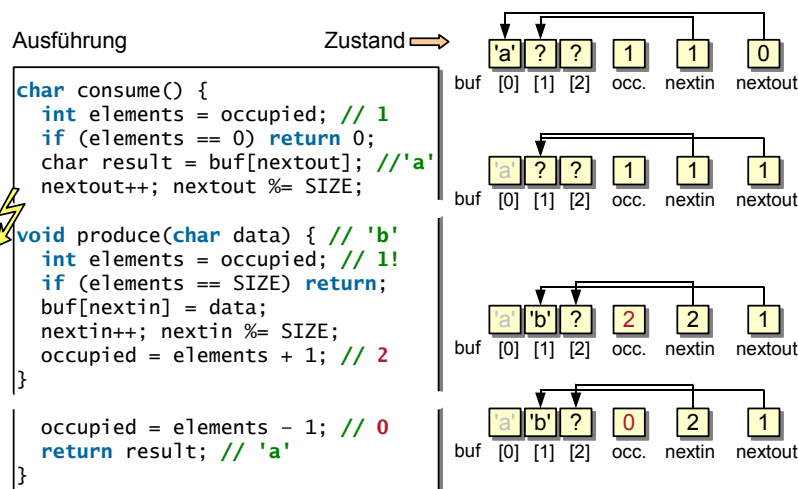 Ausführung
Zustand
'a' ? ? 1 1 0
buf [0] [1] [2] occ. nextin nextout
char consume() {
int elements = occupied; // 1
if (elements == 0) return 0;
char result = buf[nextout]; //'a'
nextout++; nextout %= SIZE;
'a' ? ? 1 1 1
buf [0] [1] [2] occ. nextin nextout
void produce(char data) { // 'b'
int elements = occupied; // 1!
if (elements == SIZE) return;
buf[nextin] = data;
nextin++; nextin %= SIZE;
occupied = elements + 1; // 2
}
'a' 'b' ? 2 2 1
buf [0] [1] [2] occ. nextin nextout
occupied = elements – 1; // 0
return result; // 'a'
}
'a' 'b' ? 0 2 1
buf [0] [1] [2] occ. nextin nextout